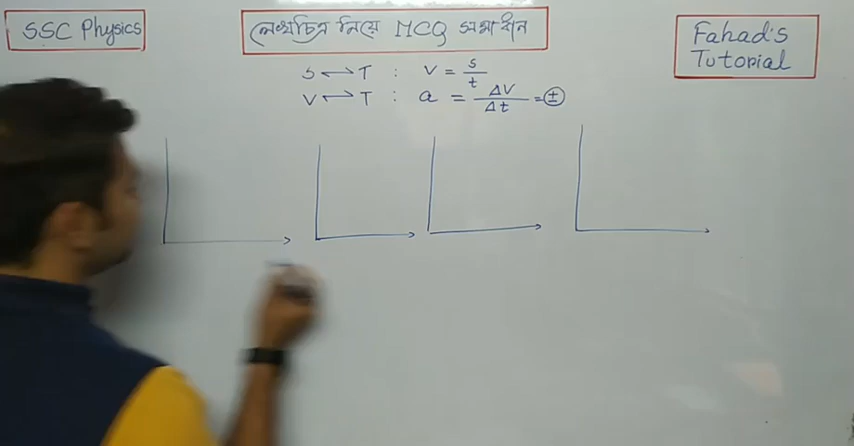 SSC Physics
লেখচিত্র নিয়ে MCQ সমাধান
Fahad's
Tutorial
S ⟷ T : v = s/t
V ⟷ T : a = ΔV/Δt = ±